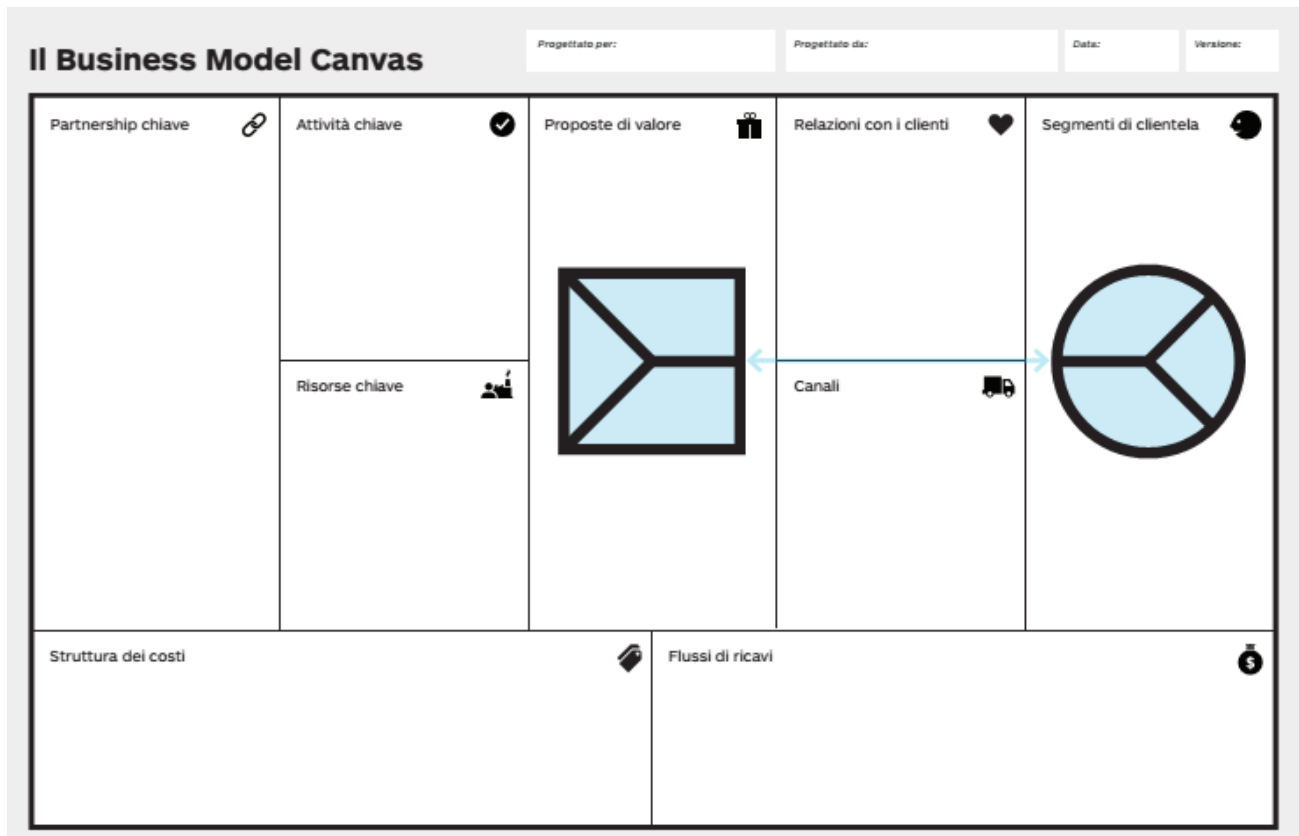 Il Business Model Canvas
Progettato per:
Progettato da:
Data:
Versione:
Partnership chiave
Attività chiave
Risorse chiave
Proposte di valore
Relazioni con i clienti
Canali
Segmenti di clientela
Struttura dei costi
Flussi di ricavi
$